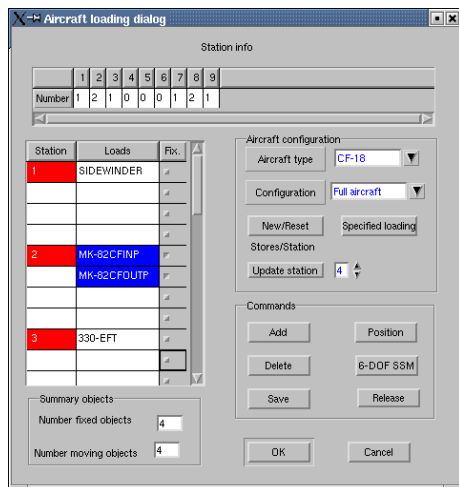 Aircraft loading dialog
Station info
1 2 3 4 5 6 7 8 9
Number 1 2 1 0 0 0 1 2 1
Station Loads Fix.
1 SIDEWINDER
2 MK-82CFINP
MK-82CFOUTP
3 330-EFT
Summary objects
Number fixed objects 4
Number moving objects 4
Aircraft configuration
Aircraft type CF-18
Configuration Full aircraft
New/Reset Specified loading
Stores/Station
Update station 4
Commands
Add Position
Delete 6-DOF SSM
Save Release
OK Cancel